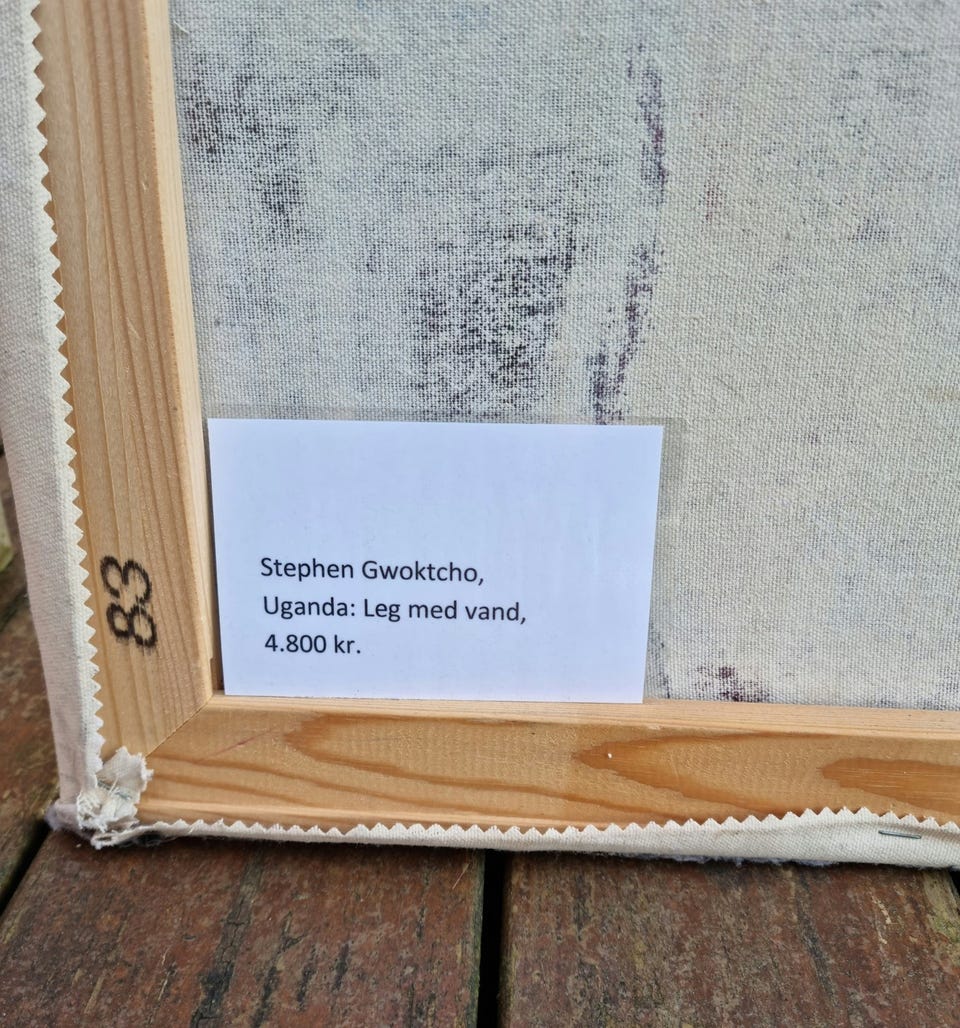 83
Stephen Gwoktcho,
Uganda: Leg med vand,
4.800 kr.